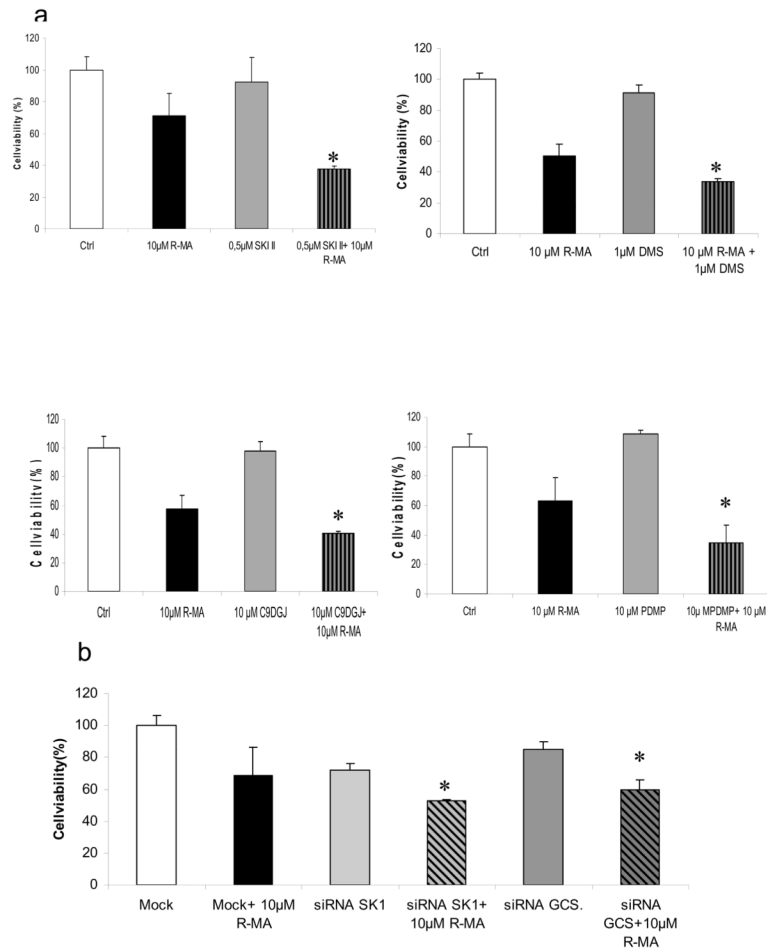 a
Cellviability (%)
120
100
80
60
40
20
0
*
Ctrl
10µM R-MA
0,5µM SKI II
0,5µM SKI II+ 10µM
R-MA
Cellviability (%)
120
100
80
60
40
20
0
*
Ctrl
10 µM R-MA
1µM DMS
10 µM R-MA +
1µM DMS
Cellviability (%)
120
100
80
60
40
20
0
*
Ctrl
10µM R-MA
10 µM C9DGJ
10µM C9DGJ+
10µM R-MA
Cellviability (%)
120
100
80
60
40
20
0
*
Ctrl
10 µM R-MA
10 µM PDMP
10µ MPDMP+ 10 µM
R-MA
b
Cellviability(%)
120
100
80
60
40
20
0
*
*
Mock
Mock+ 10µM
R-MA
siRNA SK1
siRNA SK1+
10µM R-MA
siRNA GCS.
siRNA
GCS+10µM
R-MA